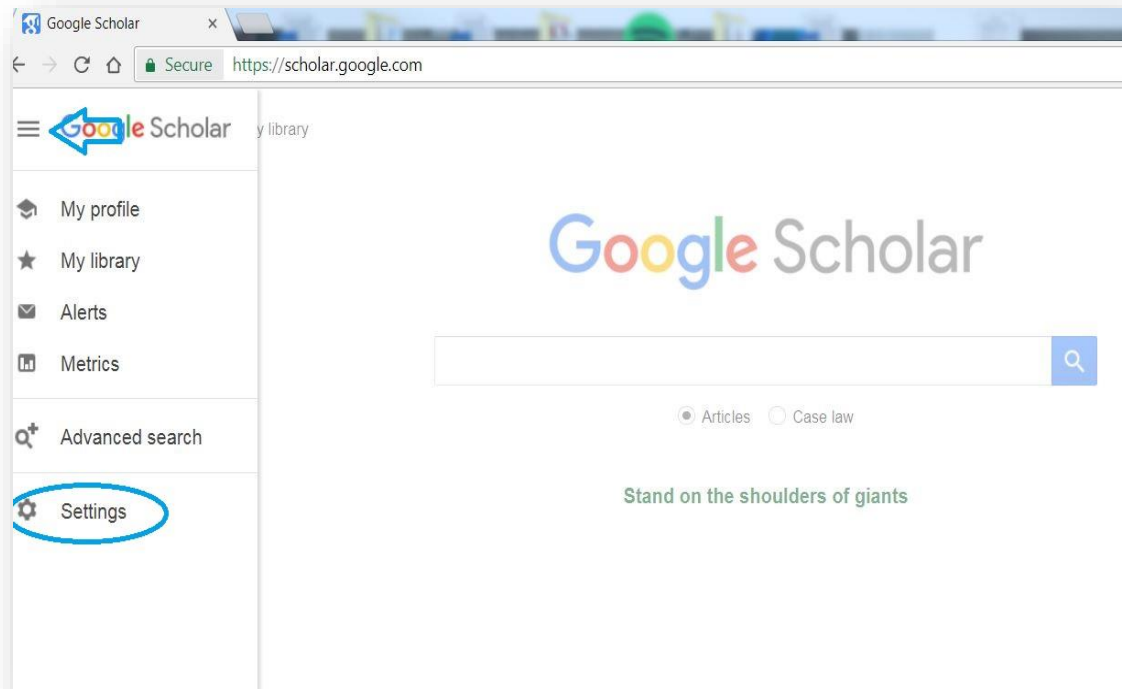 Google Scholar
Secure https://scholar.google.com
Google Scholar y library
My profile
My library
Alerts
Metrics
Advanced search
Settings
Google Scholar
Articles Case law
Stand on the shoulders of giants